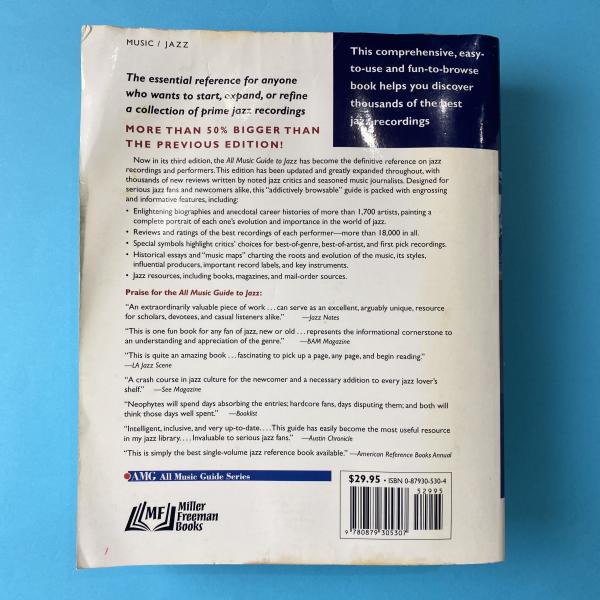 MUSIC / JAZZ
This comprehensive, easy-
to-use and fun-to-browse
book helps you discover
thousands of the best
jazz recordings
The essential reference for anyone
who wants to start, expand, or refine
a collection of prime jazz recordings
MORE THAN 50% BIGGER THAN
THE PREVIOUS EDITION!
Now in its third edition, the All Music Guide to Jazz has become the definitive reference on jazz
recordings and performers. This edition has been updated and greatly expanded throughout, with
thousands of new reviews written by noted jazz critics and seasoned music journalists. Designed for
serious jazz fans and newcomers alike, this "addictively browsable" guide is packed with engrossing
and informative features, including:
• Enlightening biographies and anecdotal career histories of more than 1,700 artists, painting a
complete portrait of each one's evolution and importance in the world of jazz.
• Reviews and ratings of the best recordings of each performer—more than 18,000 in all.
• Special symbols highlight critics' choices for best-of-genre, best-of-artist, and first pick recordings.
• Historical essays and "music maps" charting the roots and evolution of the music, its styles,
influential producers, important record labels, and key instruments.
• Jazz resources, including books, magazines, and mail-order sources.
Praise for the All Music Guide to Jazz:
"An extraordinarily valuable piece of work . . . can serve as an excellent, arguably unique, resource
for scholars, devotees, and casual listeners alike." —Jazz Notes
"This is one fun book for any fan of jazz, new or old . . . represents the informational cornerstone to
an understanding and appreciation of the genre." —BAM Magazine
"This is quite an amazing book . . . fascinating to pick up a page, any page, and begin reading."
—LA Jazz Scene
"A crash course in jazz culture for the newcomer and a necessary addition to every jazz lover's
shelf." —See Magazine
"Neophytes will spend days absorbing the entries; hardcore fans, days disputing them; and both will
think those days well spent." —Booklist
"Intelligent, inclusive, and very up-to-date. . . . This guide has easily become the most useful resource
in my jazz library. . . . Invaluable to serious jazz fans." —Austin Chronicle
"This is simply the best single-volume jazz reference book available." —American Reference Books Annual
AMG All Music Guide Series
MF
Miller
Freeman
Books
$29.95 • ISBN 0-87930-530-4
52995
9 780879 305307